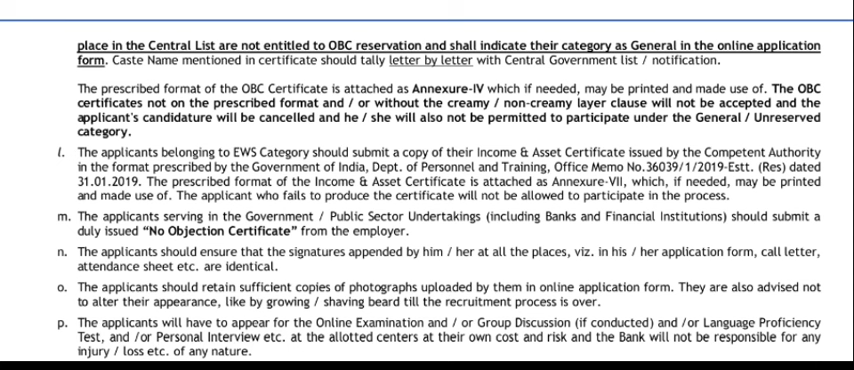 place in the Central List are not entitled to OBC reservation and shall indicate their category as General in the online application
form. Caste Name mentioned in certificate should tally letter by letter with Central Government list / notification.
The prescribed format of the OBC Certificate is attached as Annexure-IV which if needed, may be printed and made use of. The OBC
certificates not on the prescribed format and / or without the creamy / non-creamy layer clause will not be accepted and the
applicant's candidature will be cancelled and he / she will also not be permitted to participate under the General / Unreserved
category.
l. The applicants belonging to EWS Category should submit a copy of their Income & Asset Certificate issued by the Competent Authority
in the format prescribed by the Government of India, Dept. of Personnel and Training, Office Memo No.36039/1/2019-Estt. (Res) dated
31.01.2019. The prescribed format of the Income & Asset Certificate is attached as Annexure-VII, which, if needed, may be printed
and made use of. The applicant who fails to produce the certificate will not be allowed to participate in the process.
m. The applicants serving in the Government / Public Sector Undertakings (including Banks and Financial Institutions) should submit a
duly issued “No Objection Certificate” from the employer.
n. The applicants should ensure that the signatures appended by him / her at all the places, viz. in his / her application form, call letter,
attendance sheet etc. are identical.
o. The applicants should retain sufficient copies of photographs uploaded by them in online application form. They are also advised not
to alter their appearance, like by growing / shaving beard till the recruitment process is over.
p. The applicants will have to appear for the Online Examination and / or Group Discussion (if conducted) and /or Language Proficiency
Test, and /or Personal Interview etc. at the allotted centers at their own cost and risk and the Bank will not be responsible for any
injury / loss etc. of any nature.